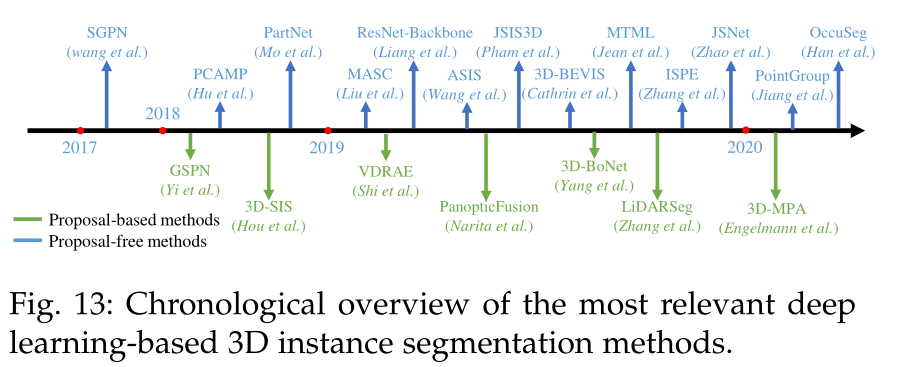 SGPN
(wang et al.)
PartNet
(Mo et al.)
ResNet-Backbone
(Liang et al.)
JSIS3D
(Pham et al.)
MTML
(Jean et al.)
JSNet
(Zhao et al.)
OccuSeg
(Han et al.)
PCAMP
(Hu et al.)
MASC
(Liu et al.)
ASIS
(Wang et al.)
3D-BEVIS
(Cathrin et al.)
ISPE
(Zhang et al.)
PointGroup
(Jiang et al.)
2017
2018
2019
2020
GSPN
(Yi et al.)
VDRAE
(Shi et al.)
3D-BoNet
(Yang et al.)
3D-SIS
(Hou et al.)
PanopticFusion
(Narita et al.)
LiDARSeg
(Zhang et al.)
3D-MPA
(Engelmann et al.)
Proposal-based methods
Proposal-free methods
Fig. 13: Chronological overview of the most relevant deep
learning-based 3D instance segmentation methods.